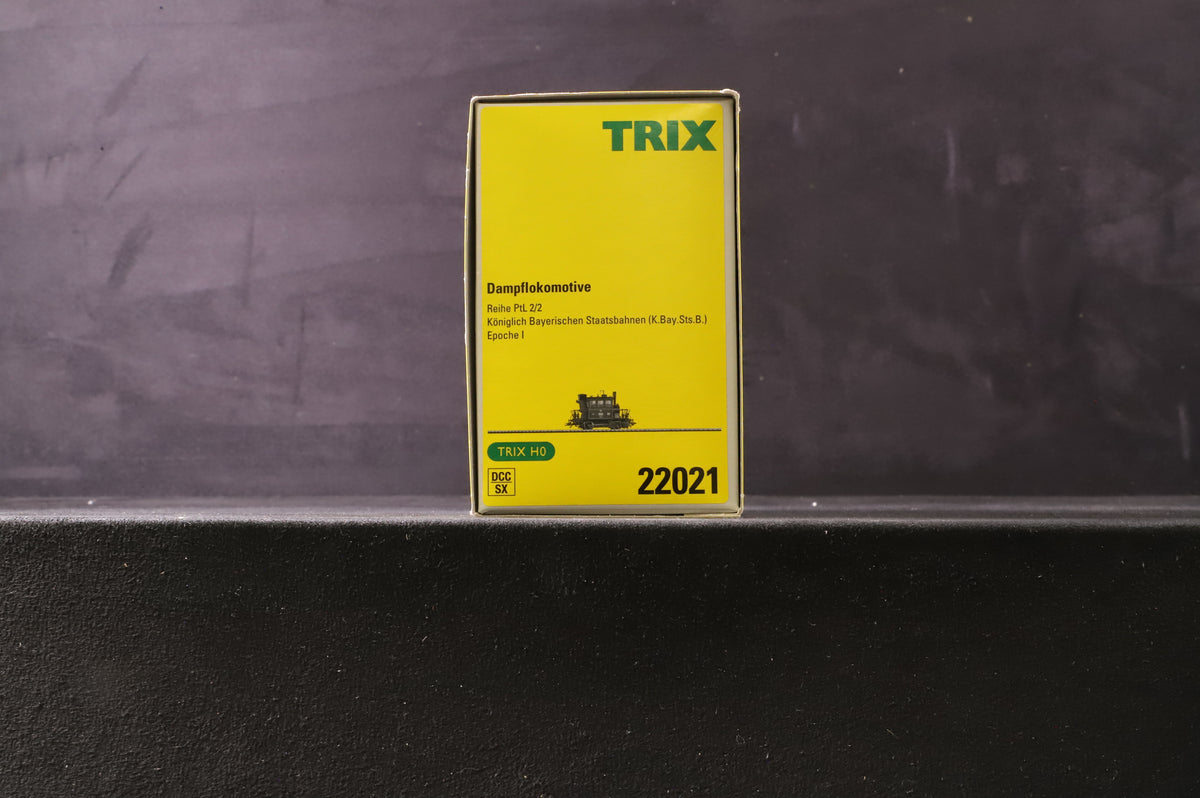 TRIX
Dampflokomotive
Reihe PtL 2/2
Königlich Bayerischen Staatsbahnen (K.Bay.Sts.B.)
Epoche I
TRIX H0
DCC
SX
22021